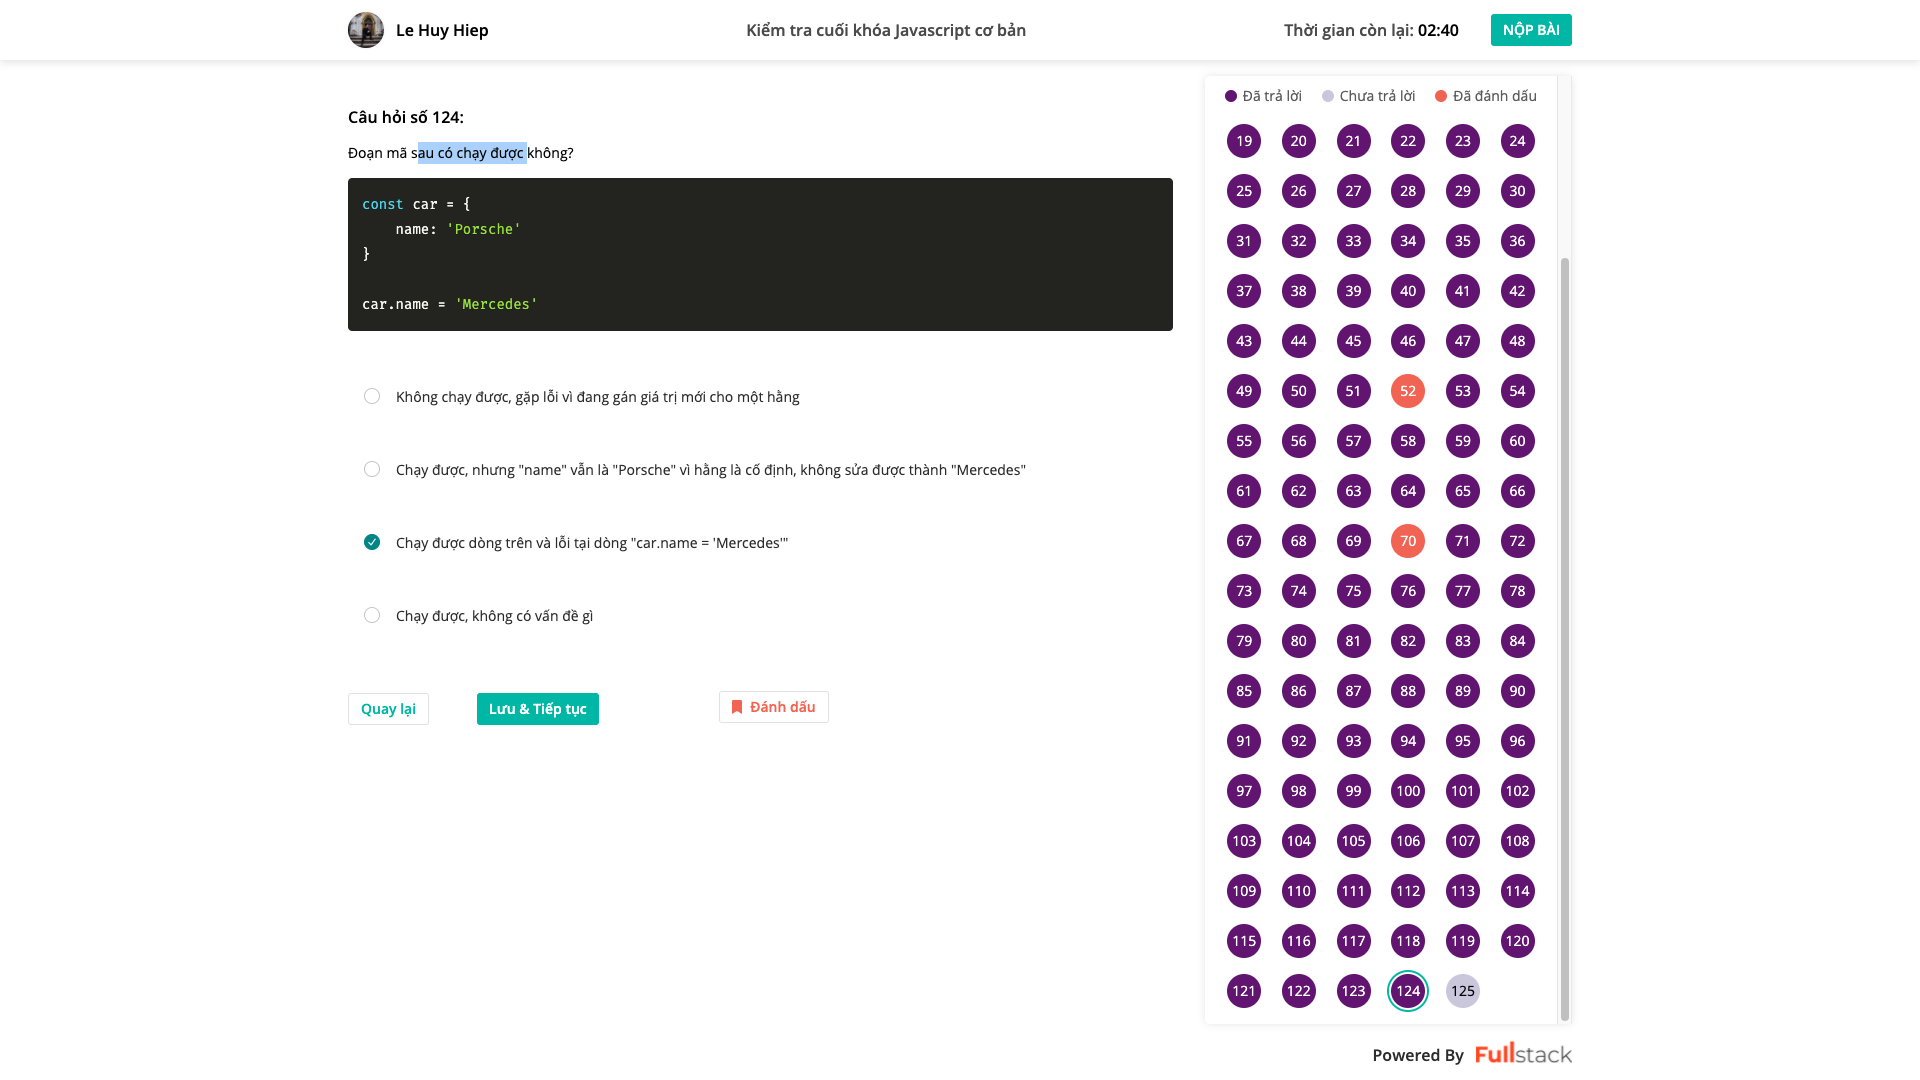 Le Huy Hiep
Kiểm tra cuối khóa Javascript cơ bản
Thời gian còn lại: 02:40
NỘP BÀI
Câu hỏi số 124:
Đoạn mã sau có chạy được không?
const car = {
    name: 'Porsche'
}
car.name = 'Mercedes'
Không chạy được, gặp lỗi vì đang gán giá trị mới cho một hằng
Chạy được, nhưng "name" vẫn là "Porsche" vì hằng là cố định, không sửa được thành "Mercedes"
Chạy được dòng trên và lỗi tại dòng "car.name = 'Mercedes'"
Chạy được, không có vấn đề gì
Quay lại
Lưu & Tiếp tục
Đánh dấu
Đã trả lời
Chưa trả lời
Đã đánh dấu
19 20 21 22 23 24
25 26 27 28 29 30
31 32 33 34 35 36
37 38 39 40 41 42
43 44 45 46 47 48
49 50 51 52 53 54
55 56 57 58 59 60
61 62 63 64 65 66
67 68 69 70 71 72
73 74 75 76 77 78
79 80 81 82 83 84
85 86 87 88 89 90
91 92 93 94 95 96
97 98 99 100 101 102
103 104 105 106 107 108
109 110 111 112 113 114
115 116 117 118 119 120
121 122 123 124 125
Powered By Fullstack